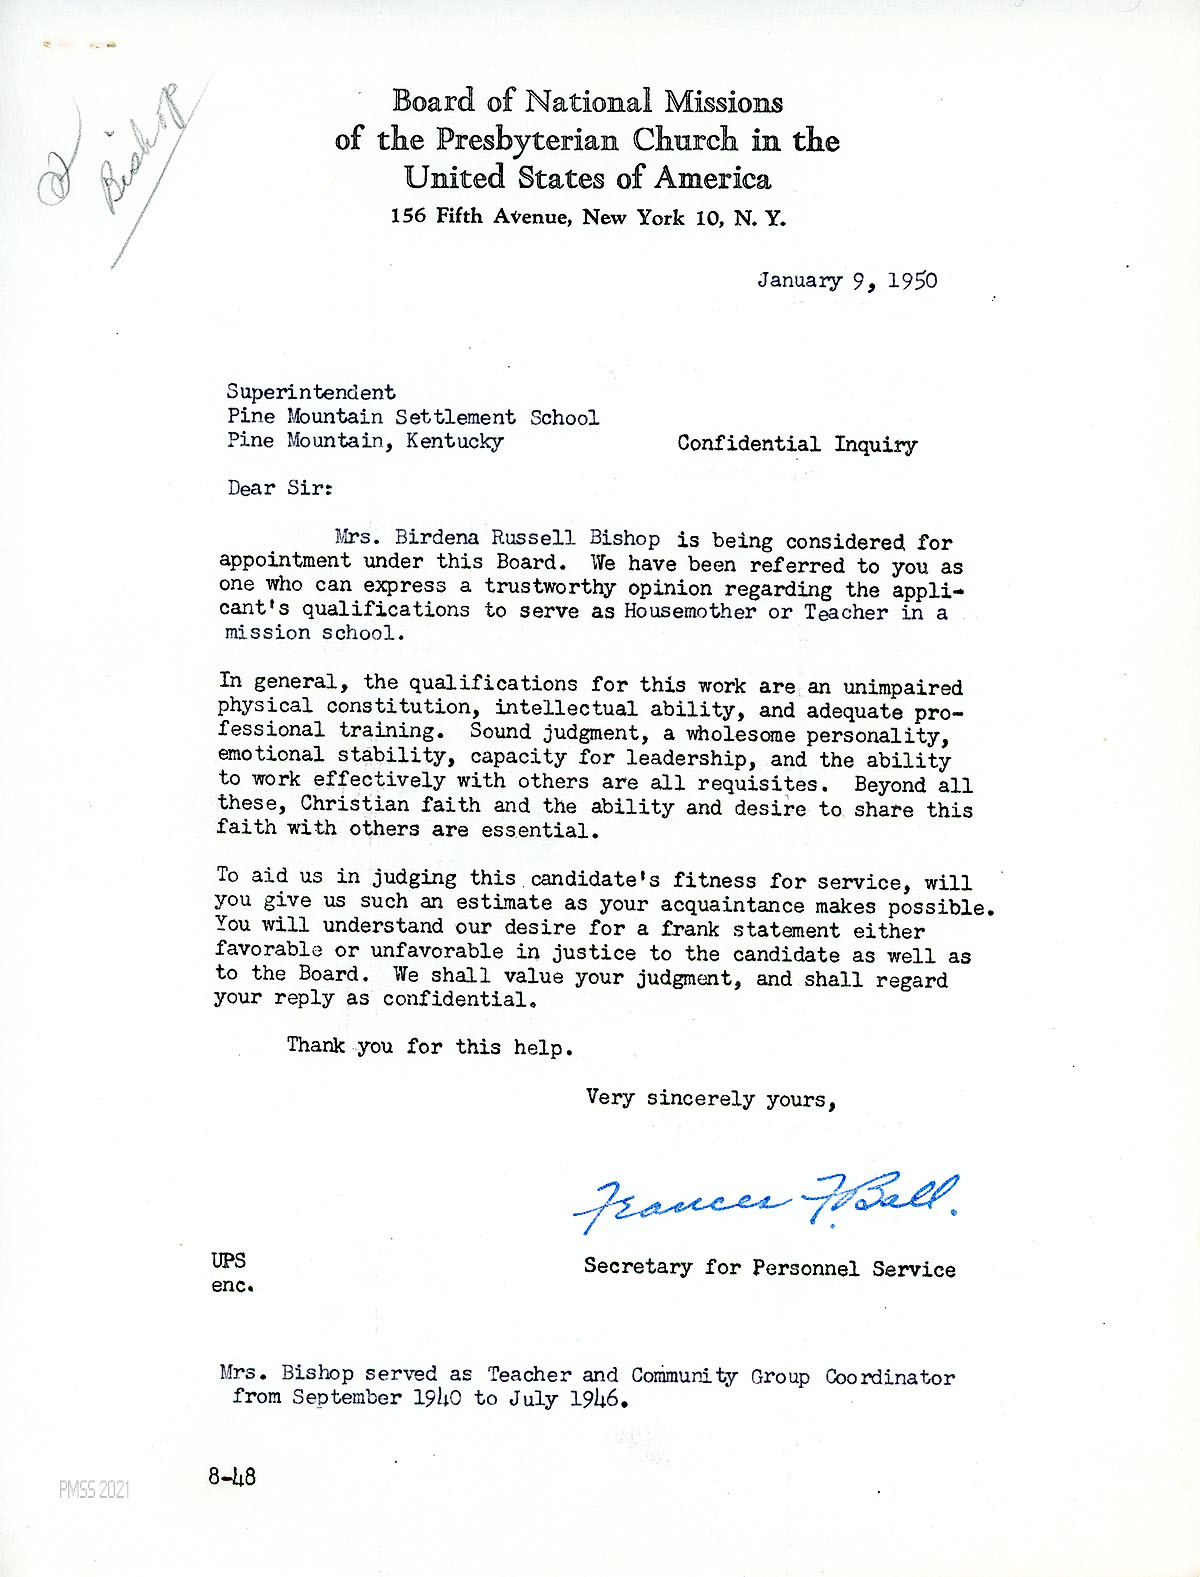 Bishop
Board of National Missions
of the Presbyterian Church in the
United States of America
156 Fifth Avenue, New York 10, N. Y.
January 9, 1950
Superintendent
Pine Mountain Settlement School
Pine Mountain, Kentucky
Confidential Inquiry
Dear Sir:
Mrs. Birdena Russell Bishop is being considered for
appointment under this Board. We have been referred to you as
one who can express a trustworthy opinion regarding the appli-
cant's qualifications to serve as Housemother or Teacher in a
mission school.
In general, the qualifications for this work are an unimpaired
physical constitution, intellectual ability, and adequate pro-
fessional training. Sound judgment, a wholesome personality,
emotional stability, capacity for leadership, and the ability
to work effectively with others are all requisites. Beyond all
these, Christian faith and the ability and desire to share this
faith with others are essential.
To aid us in judging this candidate's fitness for service, will
you give us such an estimate as your acquaintance makes possible.
You will understand our desire for a frank statement either
favorable or unfavorable in justice to the candidate as well as
to the Board. We shall value your judgment, and shall regard
your reply as confidential.
Thank you for this help.
Very sincerely yours,
Frances F. Ball.
Secretary for Personnel Service
UPS
enc.
Mrs. Bishop served as Teacher and Community Group Coordinator
from September 1940 to July 1946.
8-48
PMSS 2021